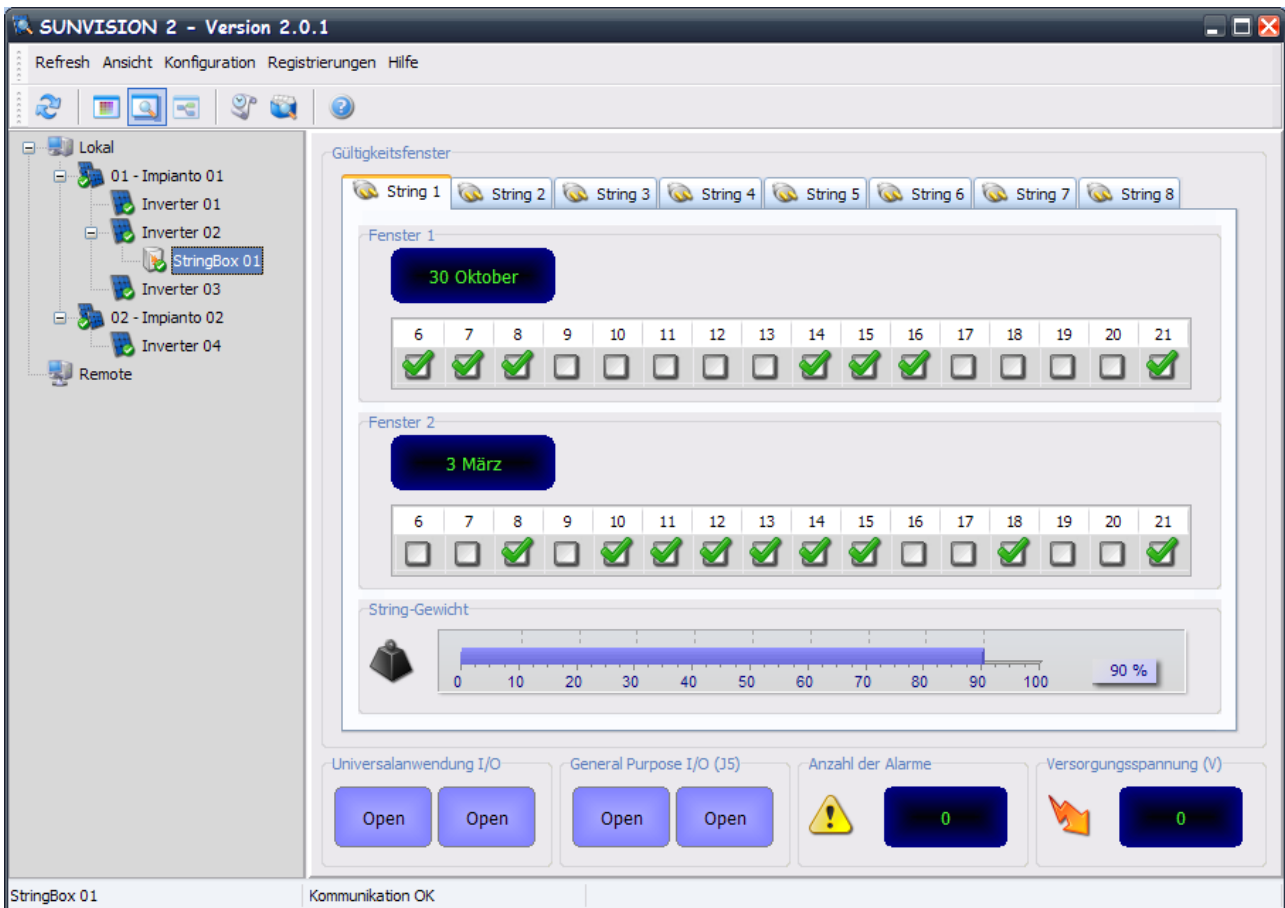 SUNVISION 2 - Version 2.0.1
Refresh Ansicht Konfiguration Registrierungen Hilfe
Lokal
01 - Impianto 01
Inverter 01
Inverter 02
StringBox 01
Inverter 03
02 - Impianto 02
Inverter 04
Remote
Gültigkeitsfenster
String 1 String 2 String 3 String 4 String 5 String 6 String 7 String 8
Fenster 1
30 Oktober
6 7 8 9 10 11 12 13 14 15 16 17 18 19 20 21
Fenster 2
3 März
6 7 8 9 10 11 12 13 14 15 16 17 18 19 20 21
String-Gewicht
0 10 20 30 40 50 60 70 80 90 100
90 %
Universalanwendung I/O
Open Open
General Purpose I/O (J5)
Open Open
Anzahl der Alarme
0
Versorgungsspannung (V)
0
StringBox 01 Kommunikation OK